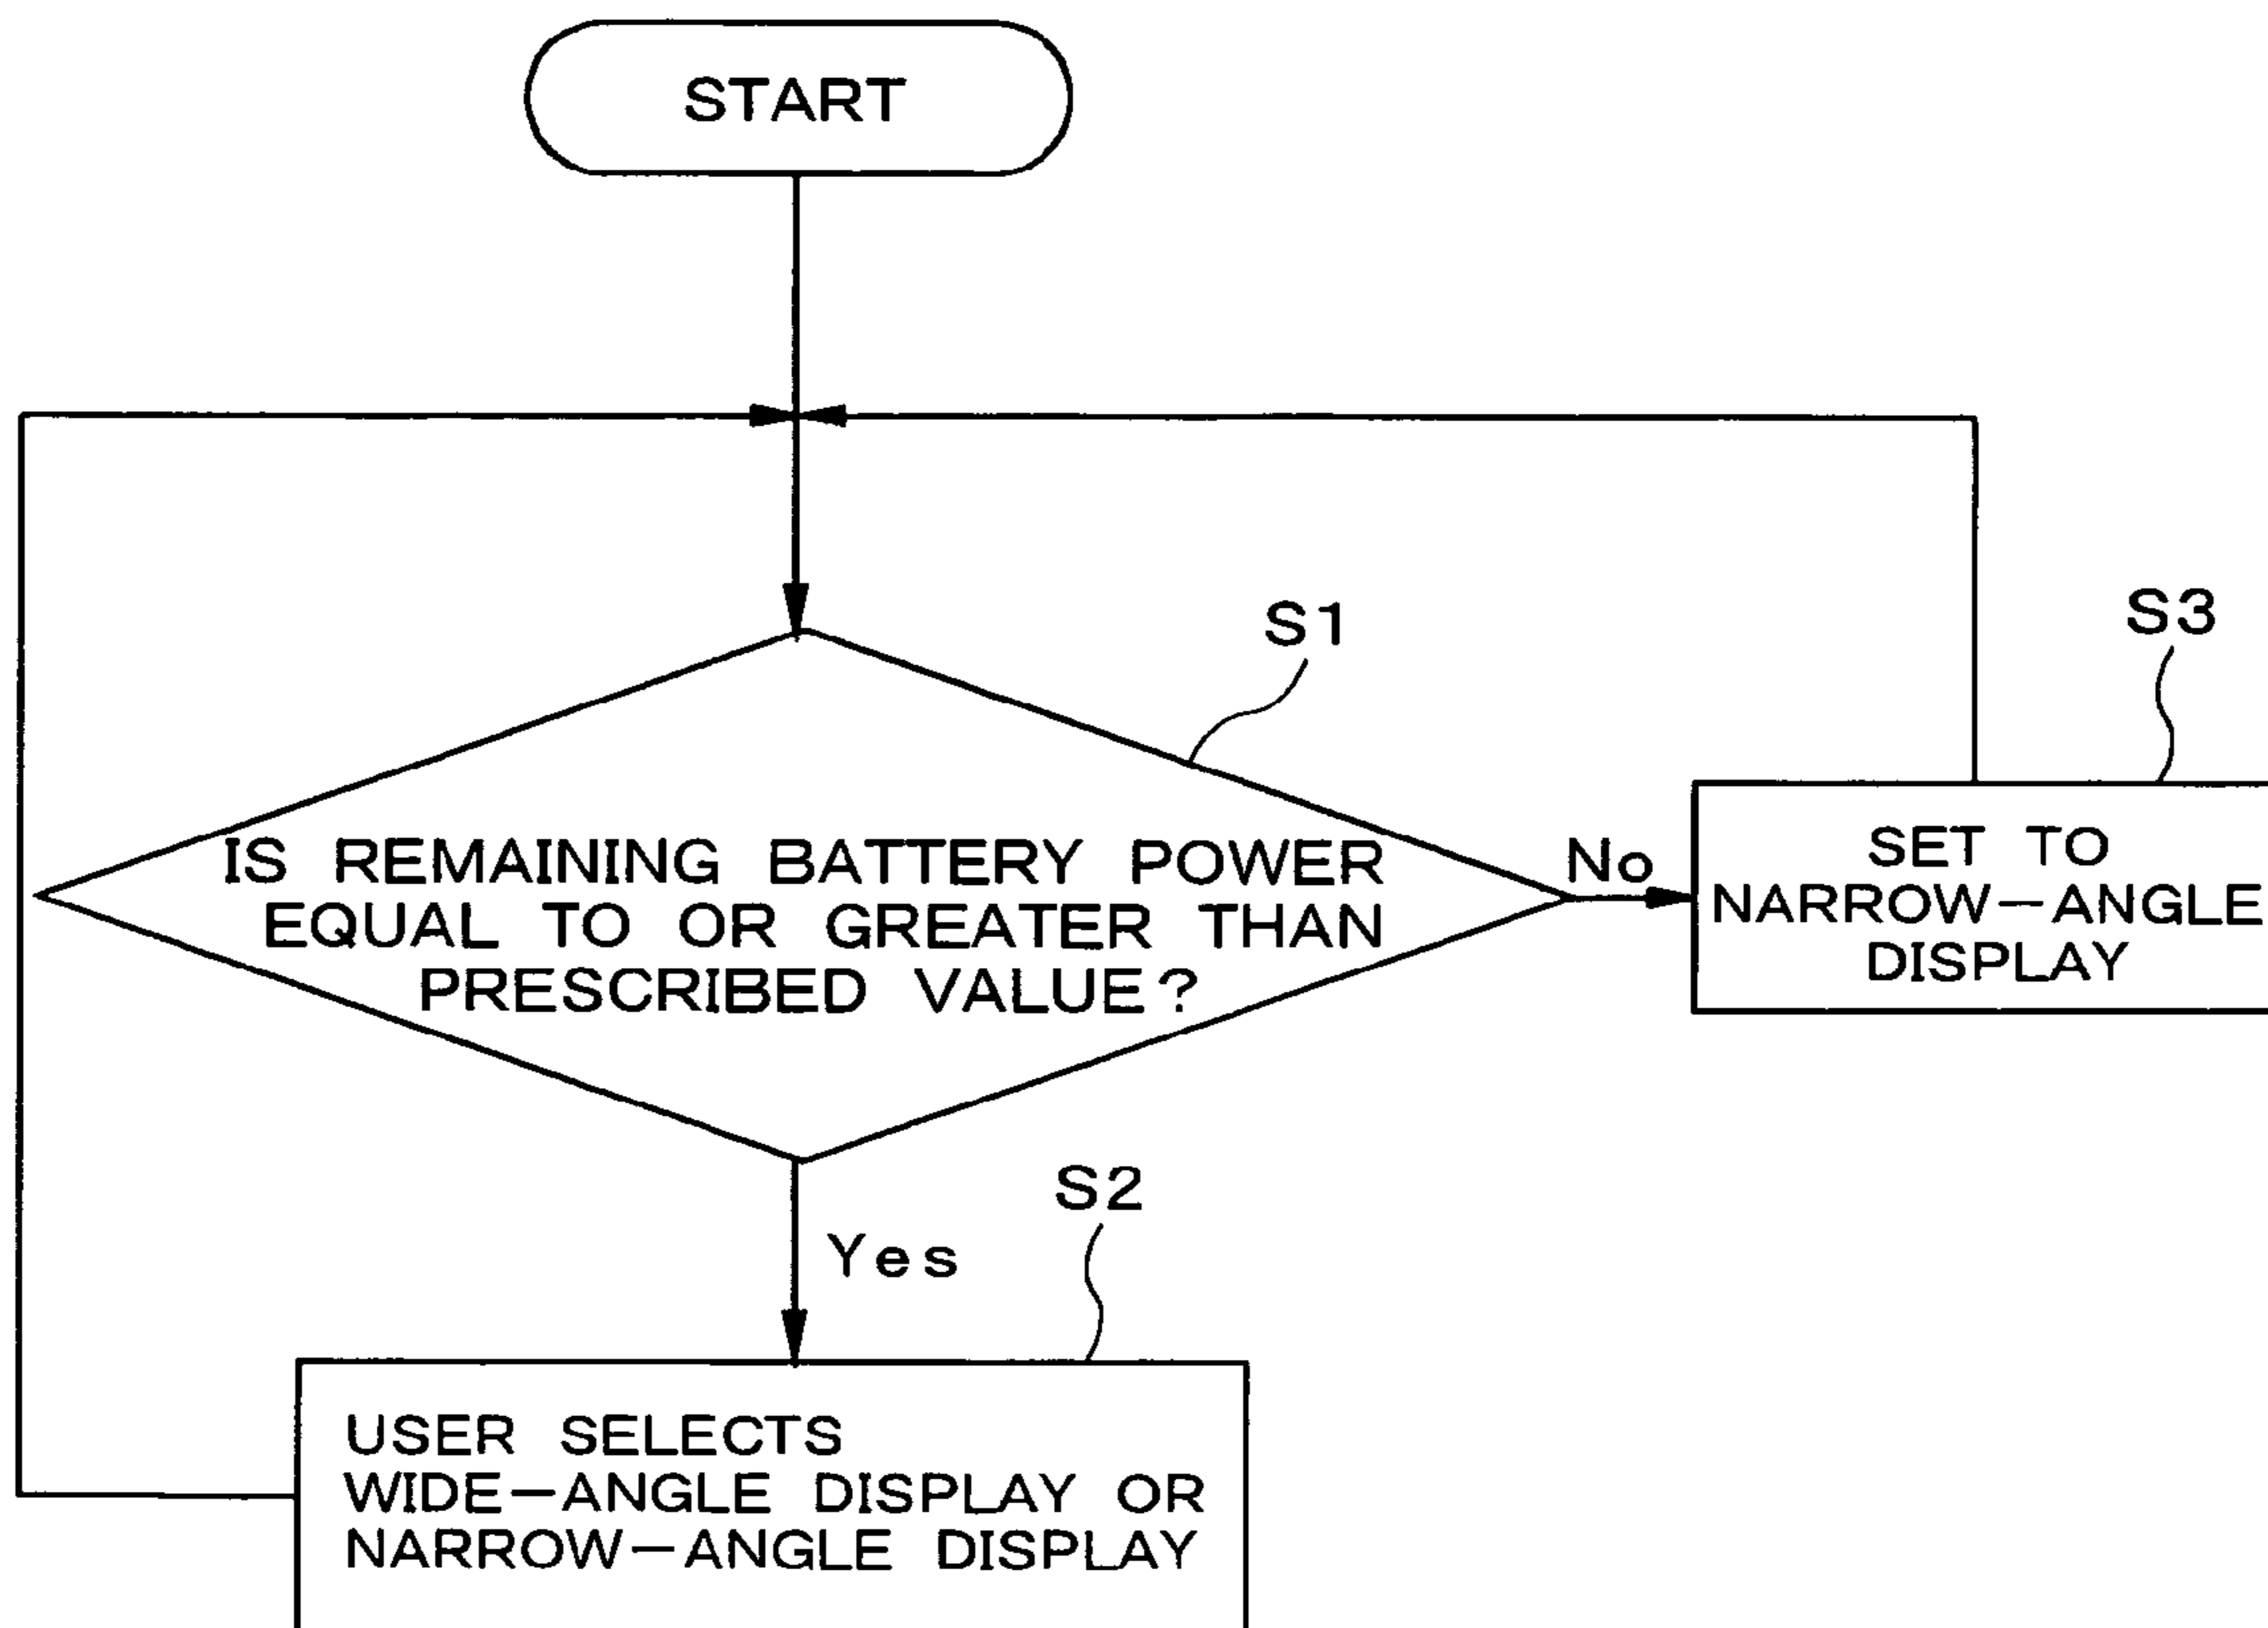 START
S1
S3
IS REMAINING BATTERY POWER
EQUAL TO OR GREATER THAN
PRESCRIBED VALUE?
No
SET TO
NARROW-ANGLE
DISPLAY
S2
Yes
USER SELECTS
WIDE-ANGLE DISPLAY OR
NARROW-ANGLE DISPLAY